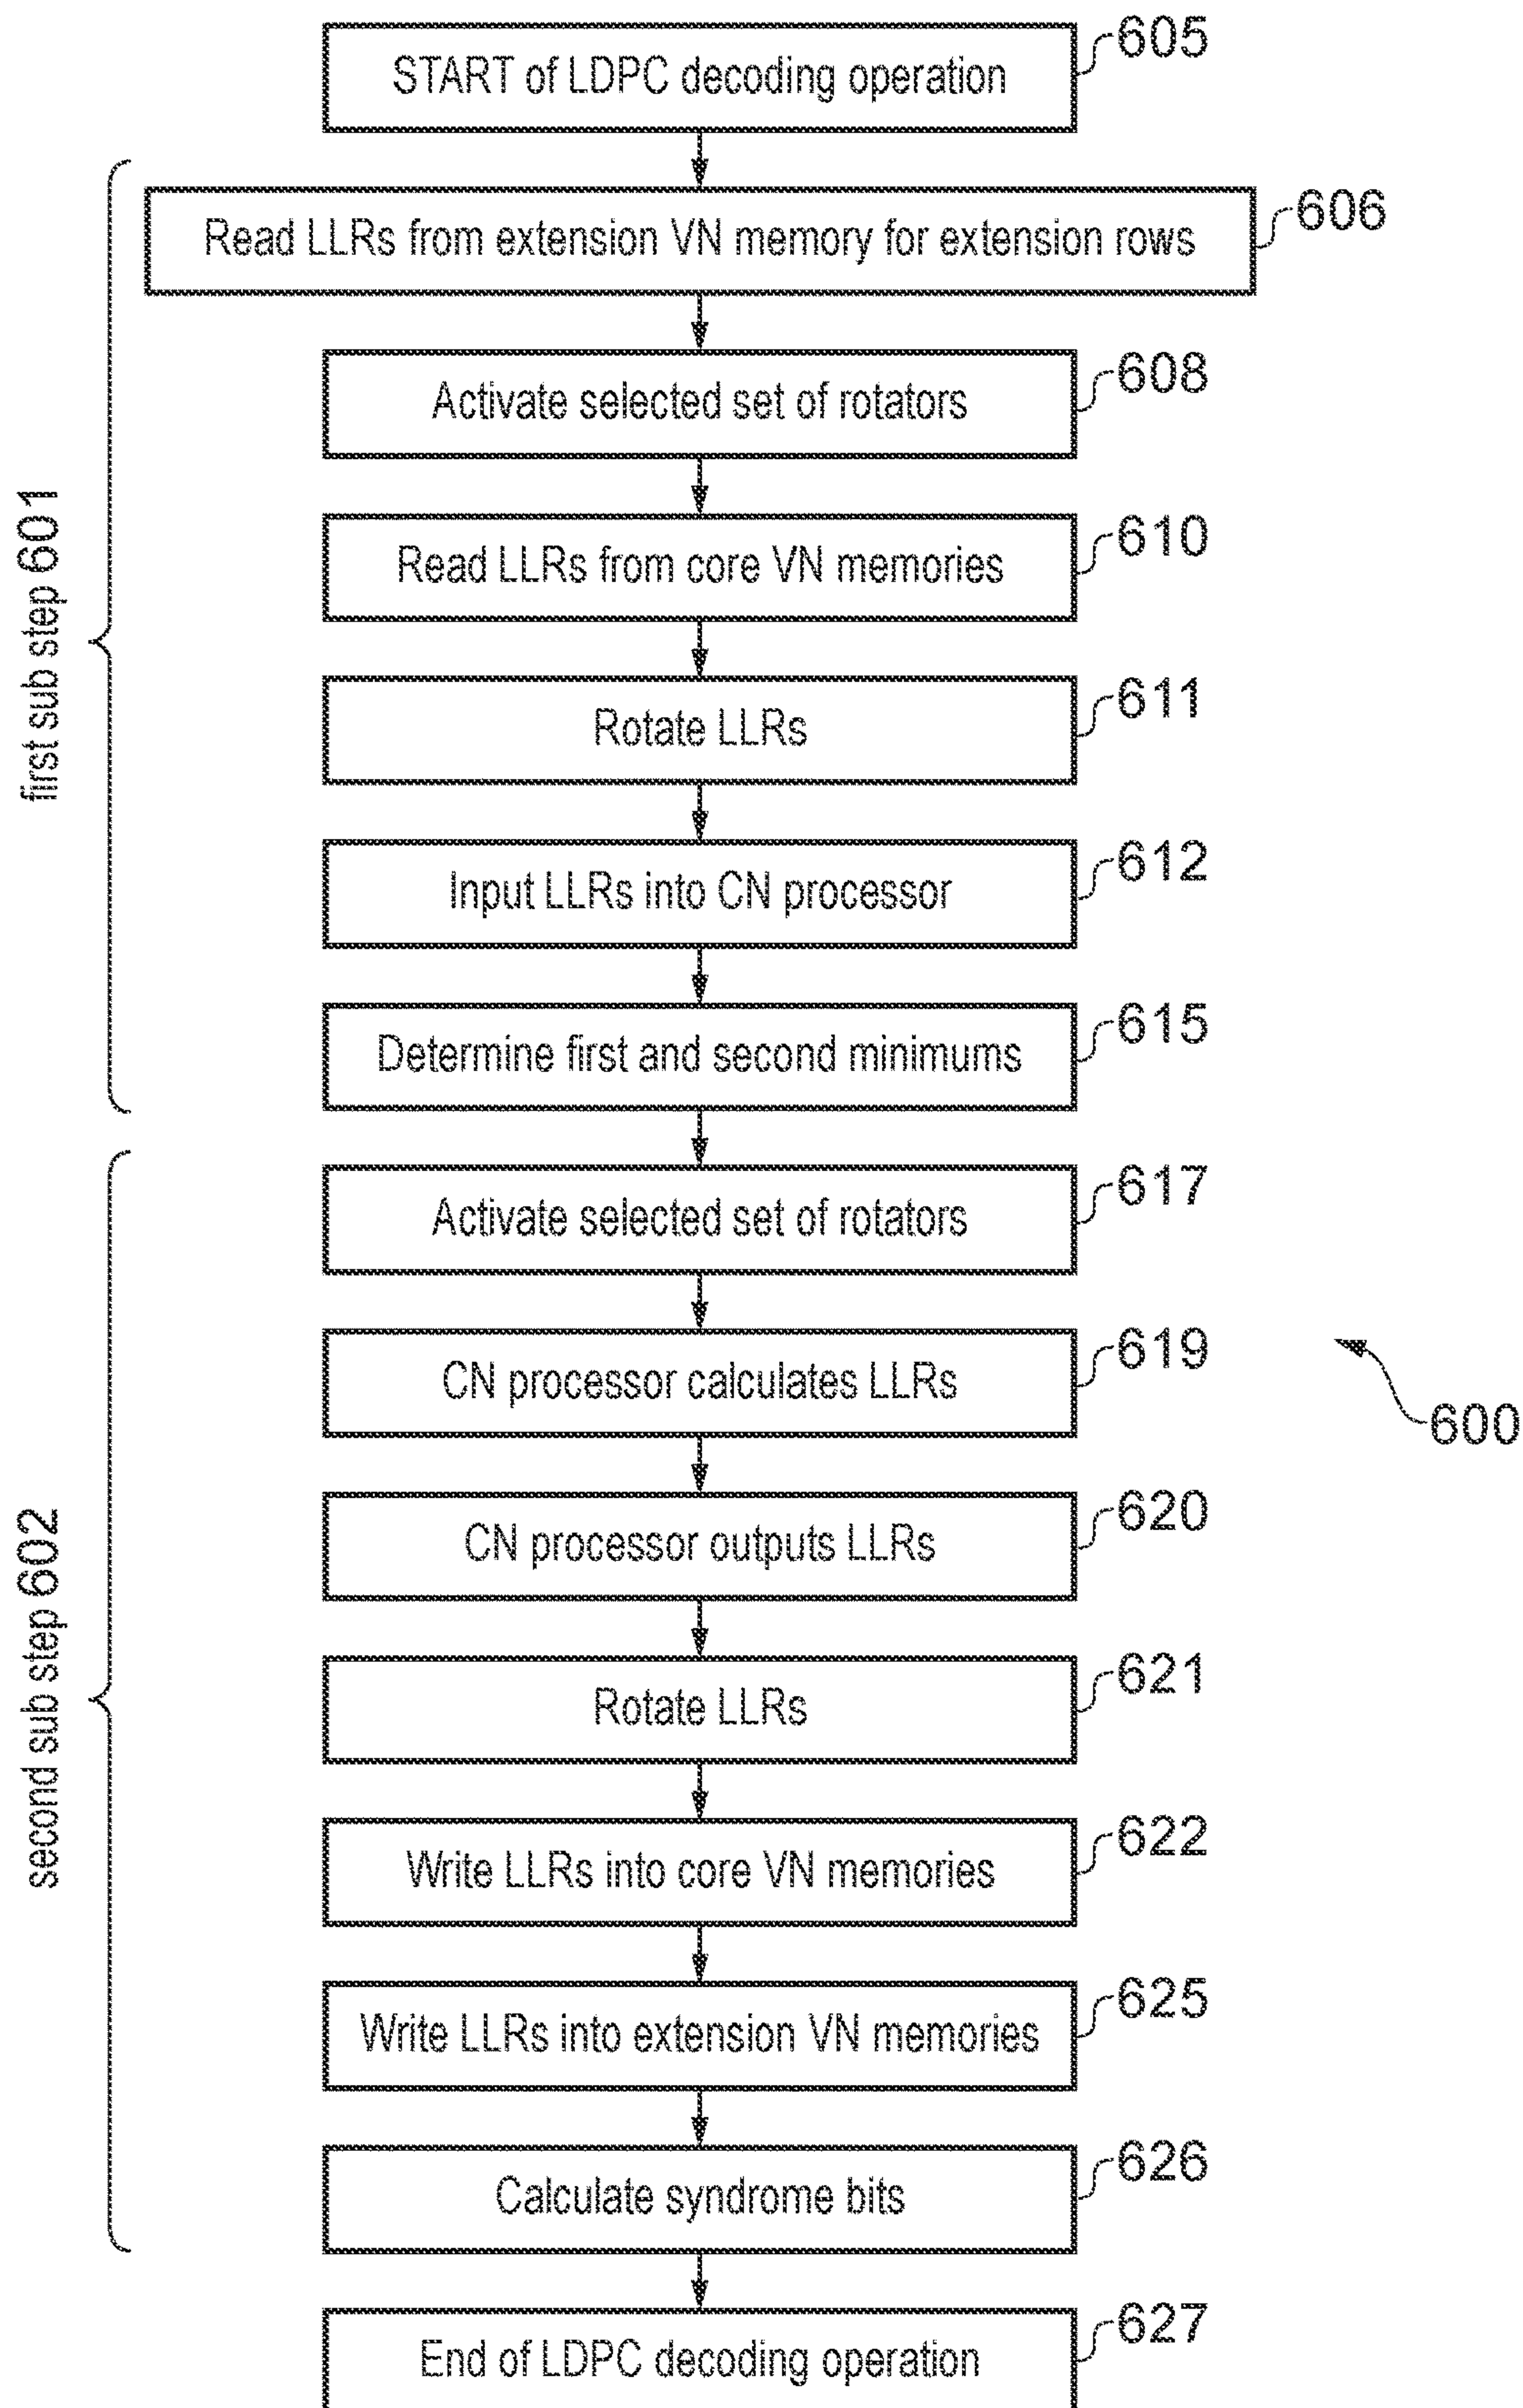 START of LDPC decoding operation
605
Read LLRs from extension VN memory for extension rows
606
Activate selected set of rotators
608
Read LLRs from core VN memories
610
Rotate LLRs
611
Input LLRs into CN processor
612
Determine first and second minimums
615
first sub step 601
Activate selected set of rotators
617
CN processor calculates LLRs
619
CN processor outputs LLRs
620
Rotate LLRs
621
Write LLRs into core VN memories
622
Write LLRs into extension VN memories
625
Calculate syndrome bits
626
second sub step 602
End of LDPC decoding operation
627
600